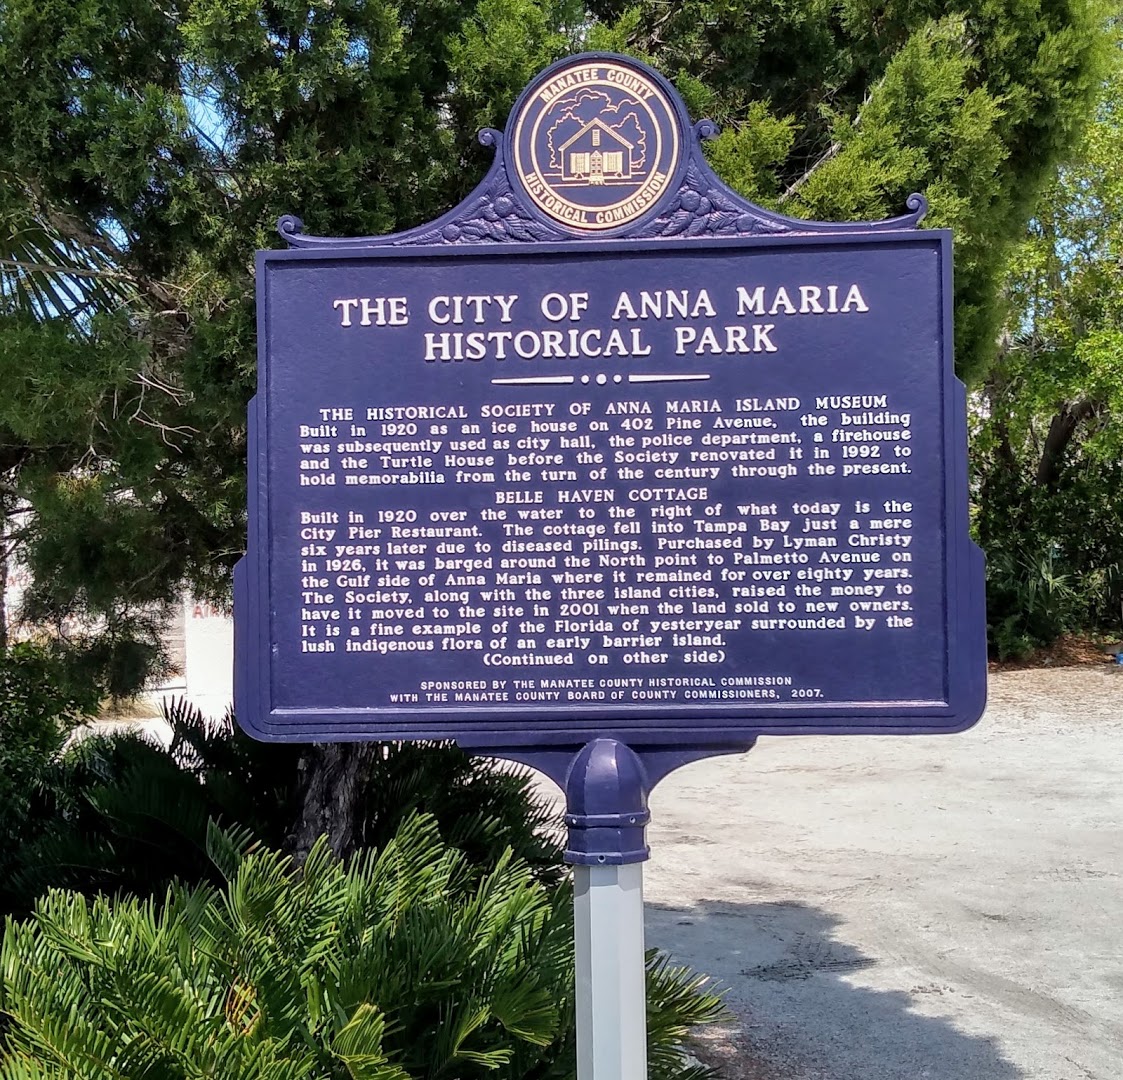 MANATEE COUNTY
HISTORICAL COMMISSION
THE CITY OF ANNA MARIA
HISTORICAL PARK
THE HISTORICAL SOCIETY OF ANNA MARIA ISLAND MUSEUM
Built in 1920 as an ice house on 402 Pine Avenue, the building
was subsequently used as city hall, the police department, a firehouse
and the Turtle House before the Society renovated it in 1992 to
hold memorabilia from the turn of the century through the present.
BELLE HAVEN COTTAGE
Built in 1920 over the water to the right of what today is the
City Pier Restaurant. The cottage fell into Tampa Bay just a mere
six years later due to diseased pilings. Purchased by Lyman Christy
in 1926, it was barged around the North point to Palmetto Avenue on
the Gulf side of Anna Maria where it remained for over eighty years.
The Society, along with the three island cities, raised the money to
have it moved to the site in 2001 when the land sold to new owners.
It is a fine example of the Florida of yesteryear surrounded by the
lush indigenous flora of an early barrier island.
(Continued on other side)
SPONSORED BY THE MANATEE COUNTY HISTORICAL COMMISSION
WITH THE MANATEE COUNTY BOARD OF COUNTY COMMISSIONERS, 2007.